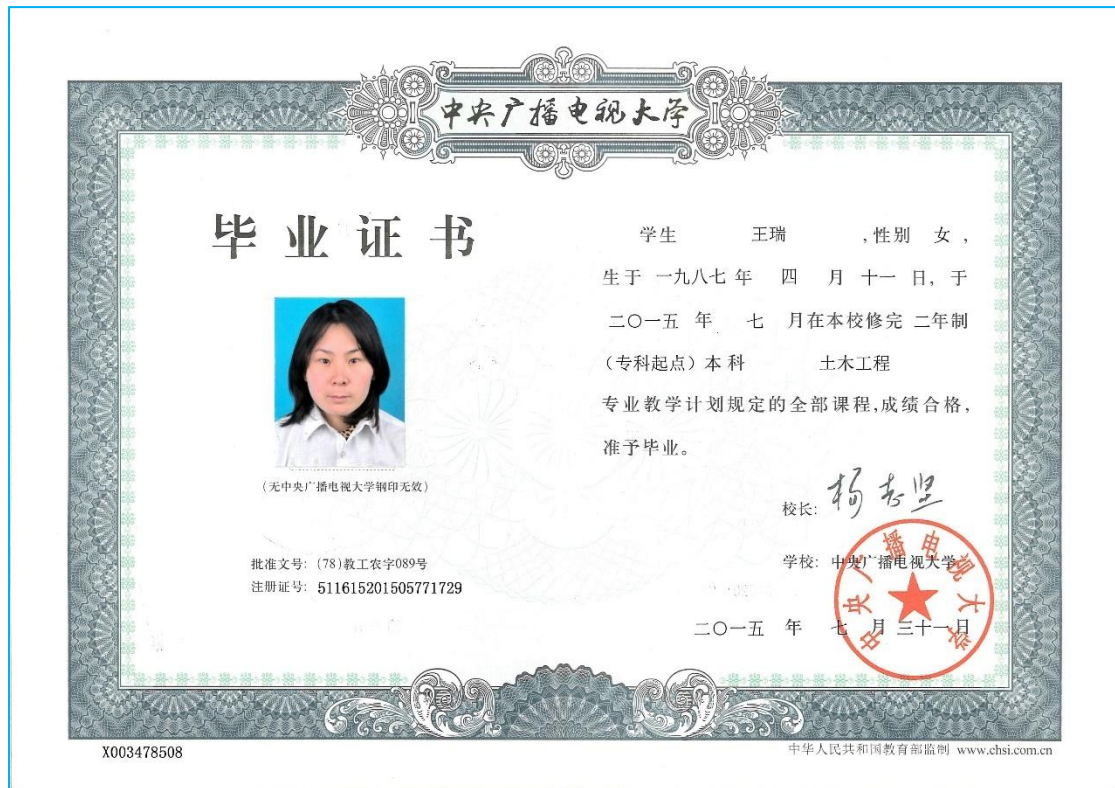 中央广播电视大学
毕业证书
学生 王瑞 ,性别 女 ,
生于 一九八七 年 四 月 十一 日, 于
二〇一五 年 七 月在本校修完 二年制
(专科起点) 本 科 土木工程
专业教学计划规定的全部课程,成绩合格,
准予毕业。
(无中央广播电视大学钢印无效)
校长: 杨志坚
批准文号: (78)教工农字089号
注册证号: 511615201505771729
学校: 中央广播电视大学
中央广播电视大学
二〇一五 年 七 月 三十一 日
X003478508
中华人民共和国教育部监制 www.chsi.com.cn